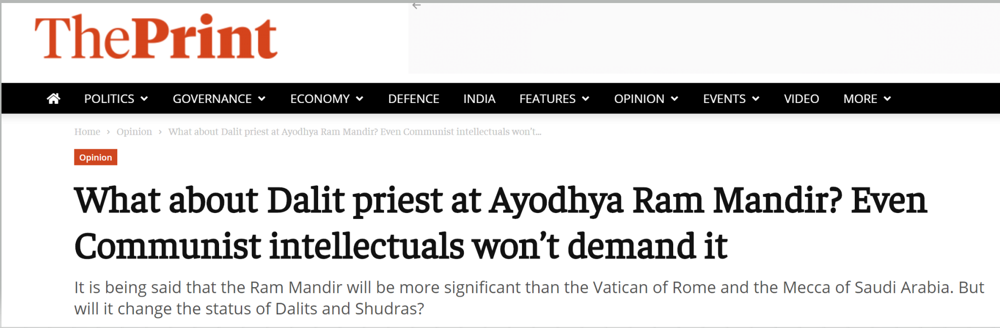 ThePrint
POLITICS GOVERNANCE ECONOMY DEFENCE INDIA FEATURES OPINION EVENTS VIDEO MORE
Home › Opinion › What about Dalit priest at Ayodhya Ram Mandir? Even Communist intellectuals won't...
Opinion
What about Dalit priest at Ayodhya Ram Mandir? Even
Communist intellectuals won’t demand it
It is being said that the Ram Mandir will be more significant than the Vatican of Rome and the Mecca of Saudi Arabia. But
will it change the status of Dalits and Shudras?